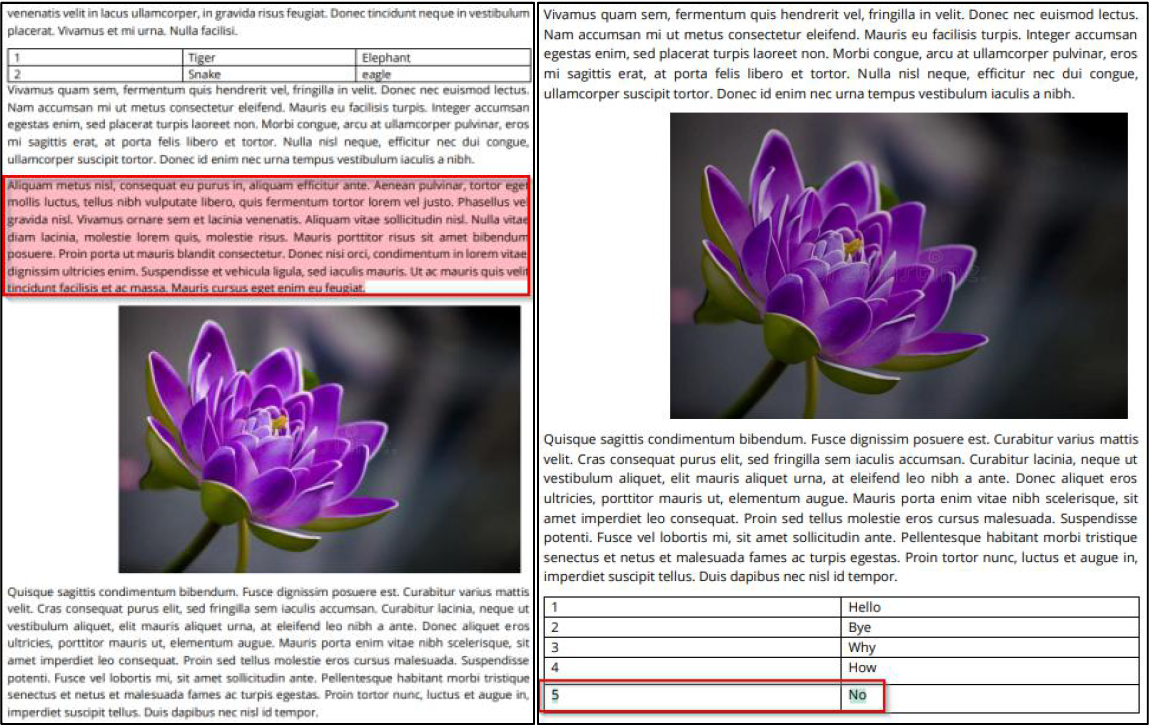 venenatis velit in lacus ullamcorper, in gravida risus feugiat. Donec tincidunt neque in vestibulum
placerat. Vivamus et mi urna. Nulla facilisi.
1 Tiger Elephant
2 Snake eagle
Vivamus quam sem, fermentum quis hendrerit vel, fringilla in velit. Donec nec euismod lectus.
Nam accumsan mi ut metus consectetur eleifend. Mauris eu facilisis turpis. Integer accumsan
egestas enim, sed placerat turpis laoreet non. Morbi congue, arcu at ullamcorper pulvinar, eros
mi sagittis erat, at porta felis libero et tortor. Nulla nisl neque, efficitur nec dui congue,
ullamcorper suscipit tortor. Donec id enim nec urna tempus vestibulum iaculis a nibh.
Aliquam metus nisl, consequat eu purus in, aliquam efficitur ante. Aenean pulvinar, tortor eget
mollis luctus, tellus nibh vulputate libero, quis fermentum tortor lorem vel justo. Phasellus vel
gravida nisl. Vivamus ornare sem et lacinia venenatis. Aliquam vitae sollicitudin nisl. Nulla vitae
diam lacinia, molestie lorem quis, molestie risus. Mauris porttitor risus sit amet bibendum
posuere. Proin porta ut mauris blandit consectetur. Donec nisi orci, condimentum in lorem vitae,
dignissim ultricies enim. Suspendisse et vehicula ligula, sed iaculis mauris. Ut ac mauris quis velit
tincidunt facilisis et ac massa. Mauris cursus eget enim eu feugiat.
Quisque sagittis condimentum bibendum. Fusce dignissim posuere est. Curabitur varius mattis
velit. Cras consequat purus elit, sed fringilla sem iaculis accumsan. Curabitur lacinia, neque ut
vestibulum aliquet, elit mauris aliquet urna, at eleifend leo nibh a ante. Donec aliquet eros
ultricies, porttitor mauris ut, elementum augue. Mauris porta enim vitae nibh scelerisque, sit
amet imperdiet leo consequat. Proin sed tellus molestie eros cursus malesuada. Suspendisse
potenti. Fusce vel lobortis mi, sit amet sollicitudin ante. Pellentesque habitant morbi tristique
senectus et netus et malesuada fames ac turpis egestas. Proin tortor nunc, luctus et augue in,
imperdiet suscipit tellus. Duis dapibus nec nisl id tempor.
Vivamus quam sem, fermentum quis hendrerit vel, fringilla in velit. Donec nec euismod lectus.
Nam accumsan mi ut metus consectetur eleifend. Mauris eu facilisis turpis. Integer accumsan
egestas enim, sed placerat turpis laoreet non. Morbi congue, arcu at ullamcorper pulvinar, eros
mi sagittis erat, at porta felis libero et tortor. Nulla nisl neque, efficitur nec dui congue,
ullamcorper suscipit tortor. Donec id enim nec urna tempus vestibulum iaculis a nibh.
Quisque sagittis condimentum bibendum. Fusce dignissim posuere est. Curabitur varius mattis
velit. Cras consequat purus elit, sed fringilla sem iaculis accumsan. Curabitur lacinia, neque ut
vestibulum aliquet, elit mauris aliquet urna, at eleifend leo nibh a ante. Donec aliquet eros
ultricies, porttitor mauris ut, elementum augue. Mauris porta enim vitae nibh scelerisque, sit
amet imperdiet leo consequat. Proin sed tellus molestie eros cursus malesuada. Suspendisse
potenti. Fusce vel lobortis mi, sit amet sollicitudin ante. Pellentesque habitant morbi tristique
senectus et netus et malesuada fames ac turpis egestas. Proin tortor nunc, luctus et augue in,
imperdiet suscipit tellus. Duis dapibus nec nisl id tempor.
1 Hello
2 Bye
3 Why
4 How
5 No